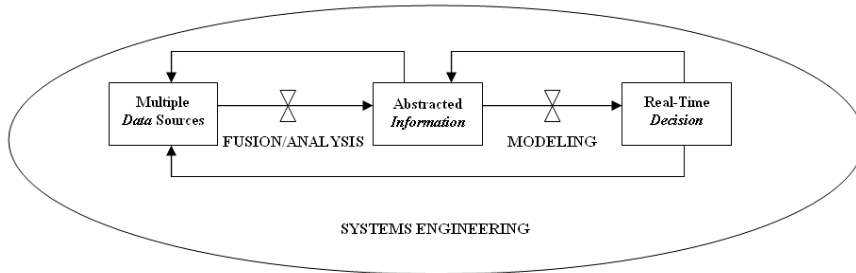 Multiple
Data Sources
Abstracted
Information
Real-Time
Decision
FUSION/ANALYSIS
MODELING
SYSTEMS ENGINEERING